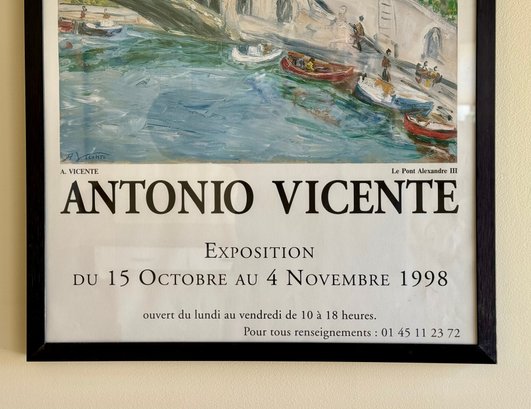 A. Vicente
A. VICENTE
Le Pont Alexandre III
ANTONIO VICENTE
EXPOSITION
DU 15 OCTOBRE AU 4 NOVEMBRE 1998
ouvert du lundi au vendredi de 10 à 18 heures.
Pour tous renseignements : 01 45 11 23 72